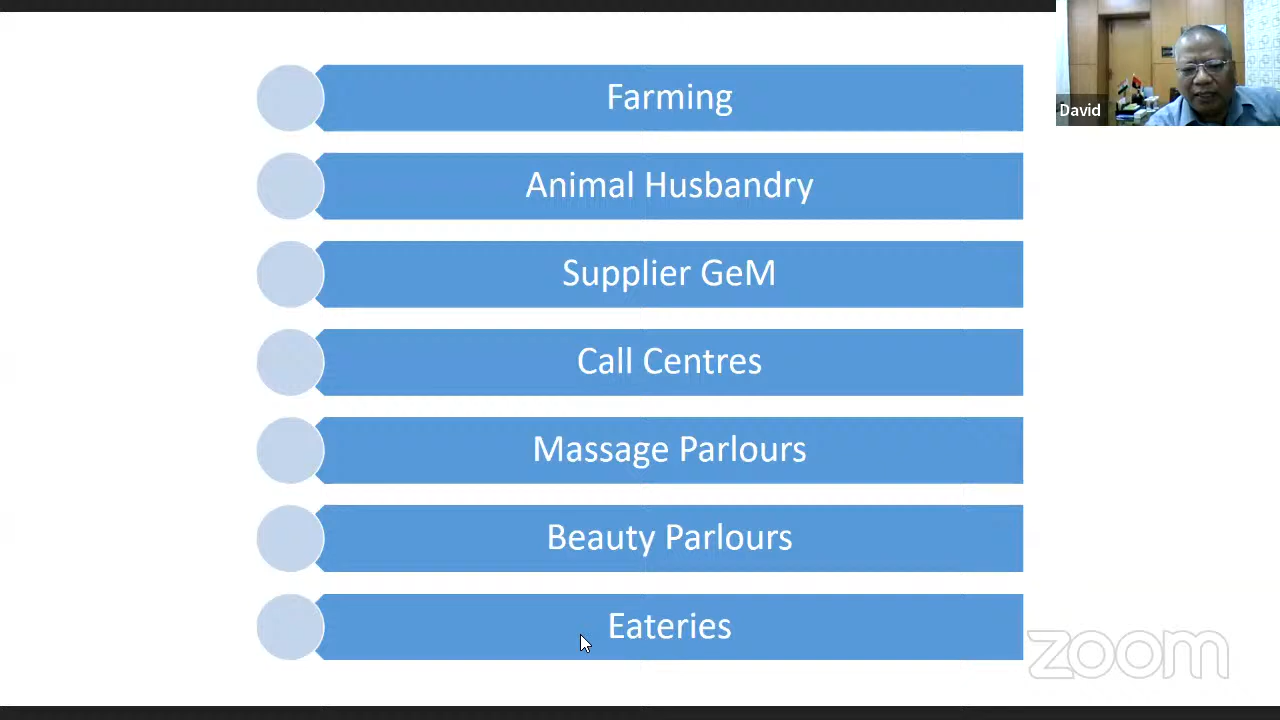 Farming
David
Animal Husbandry
Supplier GeM
Call Centres
Massage Parlours
Beauty Parlours
Eateries
zoom